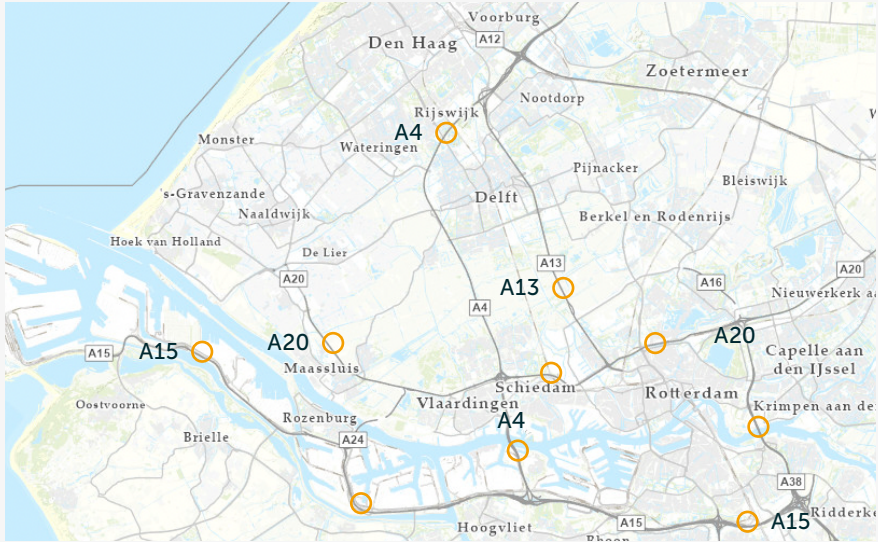 Voorburg
A12
Den Haag
Zoetermeer
Nootdorp
Rijswijk
A4
Monster
Wateringen
Pijnacker
Bleiswijk
's-Gravenzande
Delft
Naaldwijk
Berkel en Rodenrijs
Hoek van Holland
De Lier
A13
A20
A20
A16
A13
Nieuwerkerk a
A4
A20
A20
A15
A15
Capelle aan
den IJssel
Maassluis
Schiedam
Rotterdam
Vlaardingen
Oostvoorne
Krimpen aan de
Rozenburg
A4
Brielle
A24
A38
Ridderke
A15
A15
Hoogvliet
Rhoon